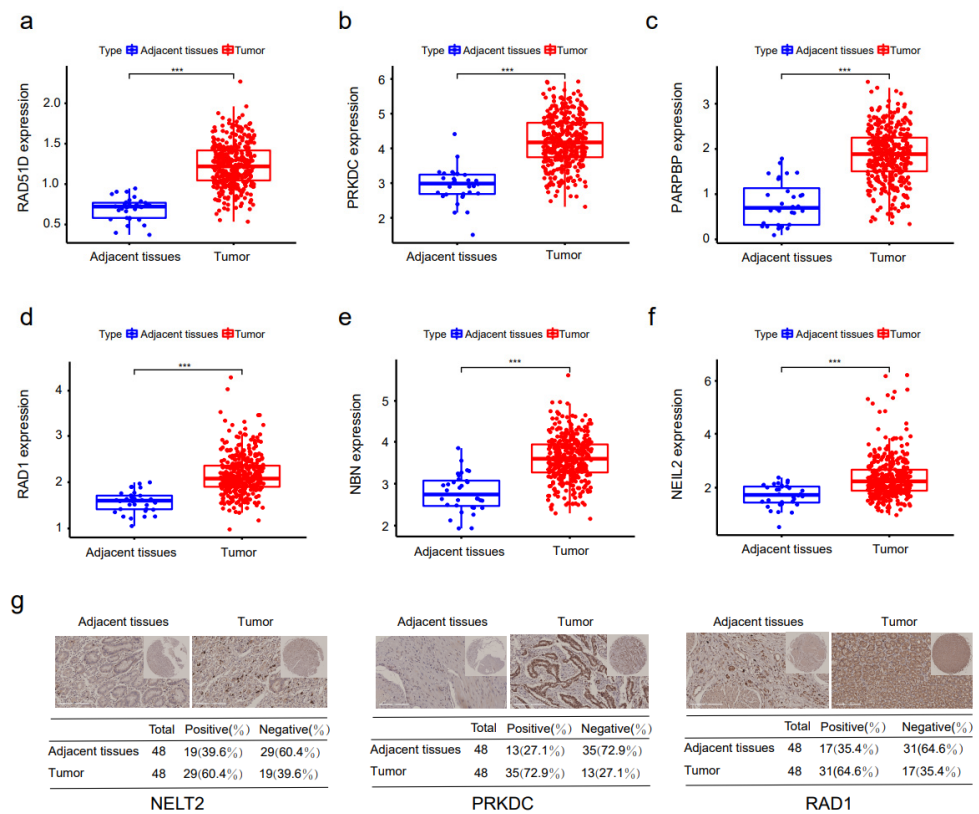 a
Type Adjacent tissues Tumor
***
RAD51D expression
2.0
1.5
1.0
0.5
Adjacent tissues Tumor
b
Type Adjacent tissues Tumor
***
PRKDC expression
6
5
4
3
2
Adjacent tissues Tumor
c
Type Adjacent tissues Tumor
***
PARPBP expression
3
2
1
0
Adjacent tissues Tumor
d
Type Adjacent tissues Tumor
***
RAD1 expression
4
3
2
1
Adjacent tissues Tumor
e
Type Adjacent tissues Tumor
***
NBN expression
5
4
3
2
Adjacent tissues Tumor
f
Type Adjacent tissues Tumor
***
NEIL2 expression
6
4
2
Adjacent tissues Tumor
g
Adjacent tissues Tumor
Total Positive(%) Negative(%)
Adjacent tissues 48 19(39.6%) 29(60.4%)
Tumor 48 29(60.4%) 19(39.6%)
NELT2
Adjacent tissues Tumor
Total Positive(%) Negative(%)
Adjacent tissues 48 13(27.1%) 35(72.9%)
Tumor 48 35(72.9%) 13(27.1%)
PRKDC
Adjacent tissues Tumor
Total Positive(%) Negative(%)
Adjacent tissues 48 17(35.4%) 31(64.6%)
Tumor 48 31(64.6%) 17(35.4%)
RAD1